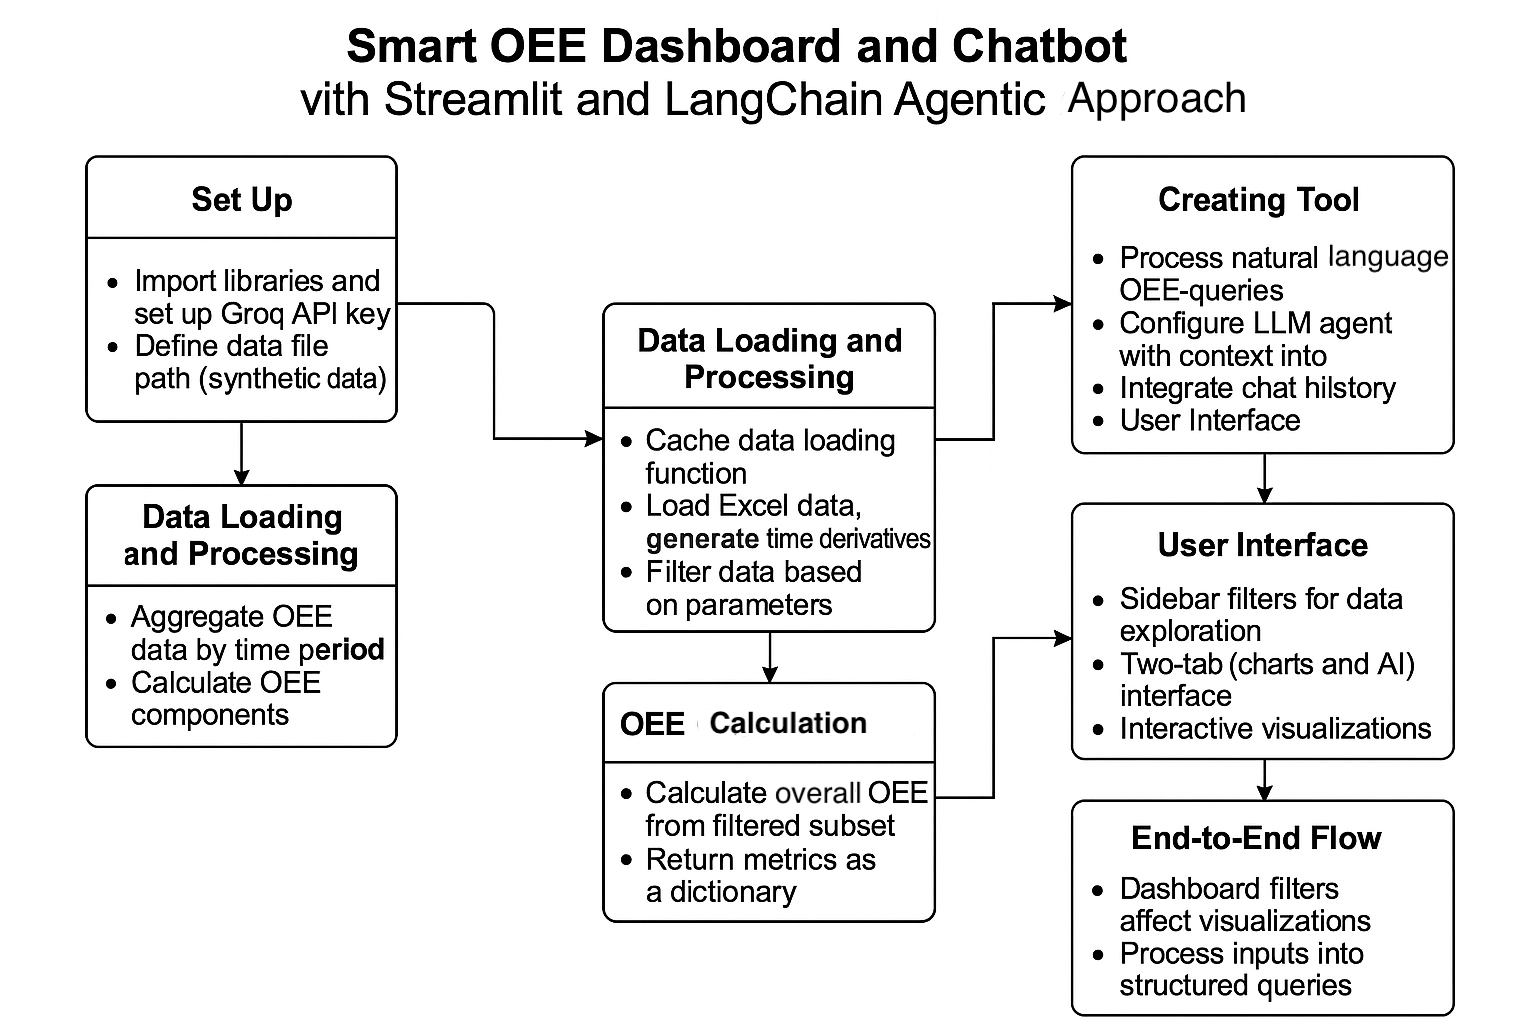 Smart OEE Dashboard and Chatbot
vith Streamlit and LangChain Agentic Approach
Set Up
• Import libraries and
set up Groq API key
• Define data file
path (synthetic data)
Data Loading
and Processing
• Aggregate OEE
data by time period
• Calculate OEE
components
Data Loading and
Processing
• Cache data loading
function
• Load Excel data,
generate time derivatives
• Filter data based
on parameters
OEE Calculation
• Calculate overall OEE
from filtered subset
• Return metrics as
a dictionary
Creating Tool
• Process natural language
OEE-queries
• Configure LLM agent
with context into
• Integrate chat hilstory
• User Interface
User Interface
• Sidebar filters for data
exploration
• Two-tab (charts and AI)
interface
• Interactive visualizations
End-to-End Flow
• Dashboard filters
affect visualizations
• Process inputs into
structured queries